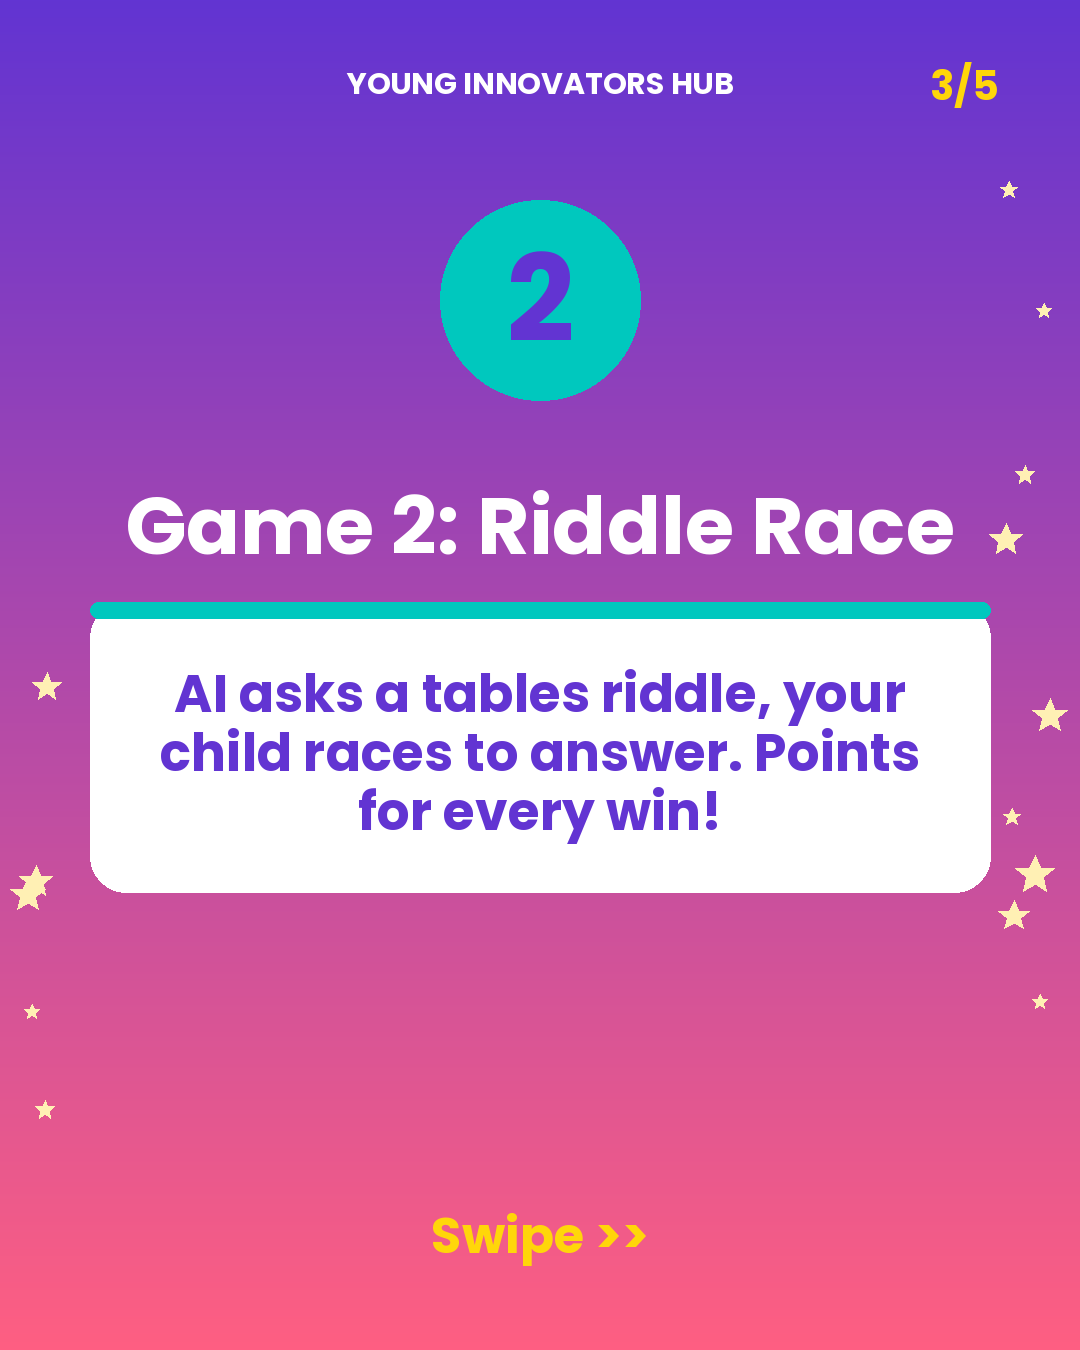 YOUNG INNOVATORS HUB
3/5
2
Game 2: Riddle Race
AI asks a tables riddle, your
child races to answer. Points
for every win!
Swipe >>